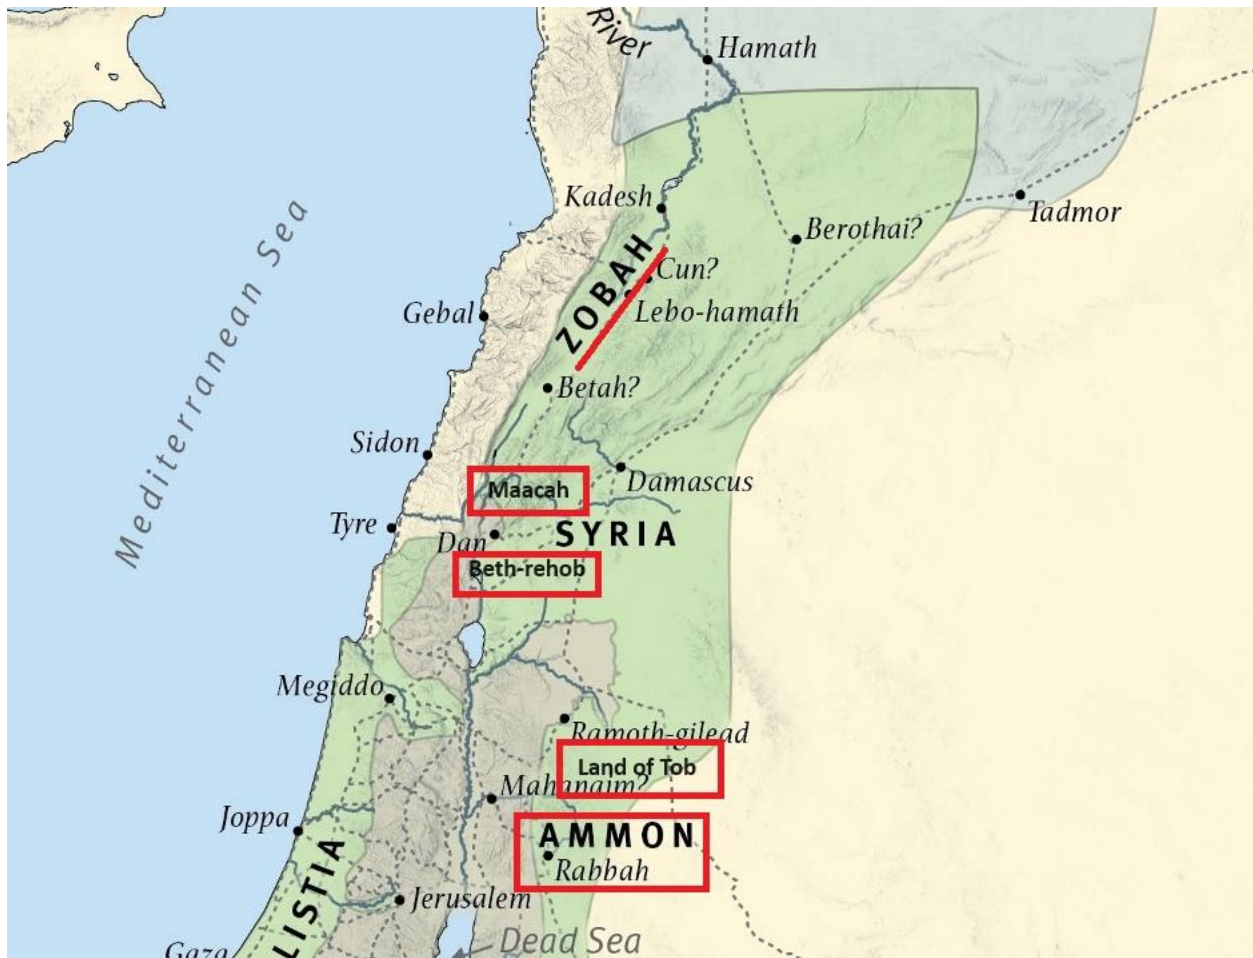 River
Hamath
Kadesh
Tadmor
Berothai?
ZOBAH
Cun?
Gebal
Lebo-hamath
Mediterranean Sea
Betah?
Sidon
Maacah
Damascus
Tyre
Dan
SYRIA
Beth-rehob
Megiddo
Ramoth-gilead
Land of Tob
Mahanaim?
Joppa
AMMON
Rabbah
LISTIA
Jerusalem
Dead Sea
Gaza